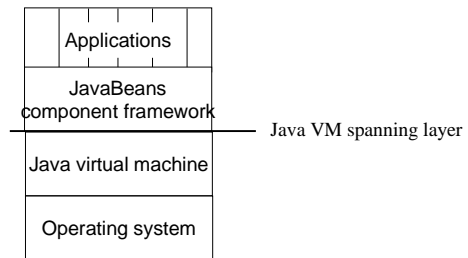 Applications
JavaBeans
component framework
Java VM spanning layer
Java virtual machine
Operating system